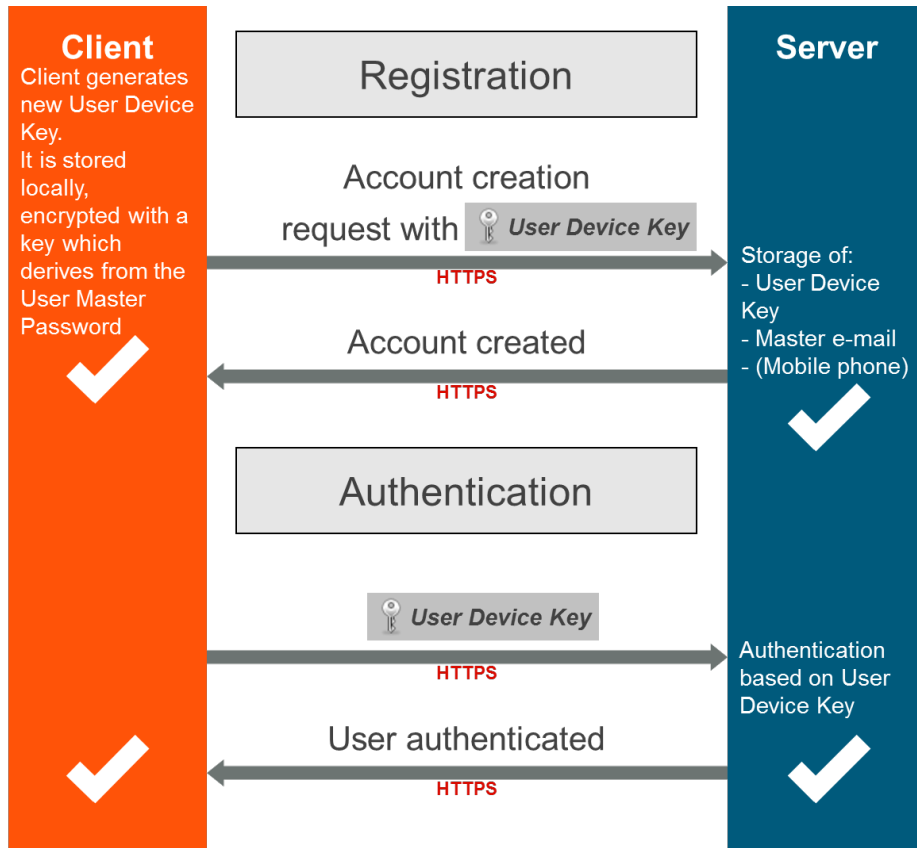 Client
Client generates
new User Device
Key.
It is stored
locally,
encrypted with a
key which
derives from the
User Master
Password
Registration
Account creation
request with User Device Key
HTTPS
Account created
HTTPS
Server
Storage of:
- User Device
Key
- Master e-mail
- (Mobile phone)
Authentication
User Device Key
HTTPS
User authenticated
HTTPS
Authentication
based on User
Device Key